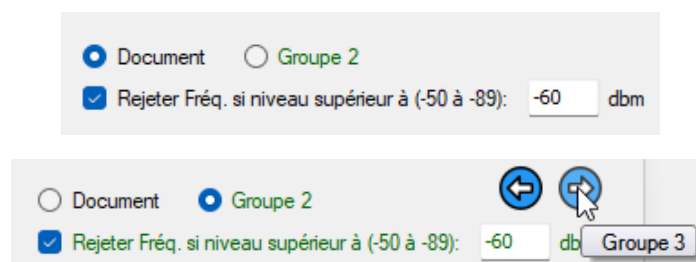 Document Groupe 2
Rejeter Fréq. si niveau supérieur à (-50 à -89): -60 dbm
Document Groupe 2
Rejeter Fréq. si niveau supérieur à (-50 à -89): -60 db Groupe 3